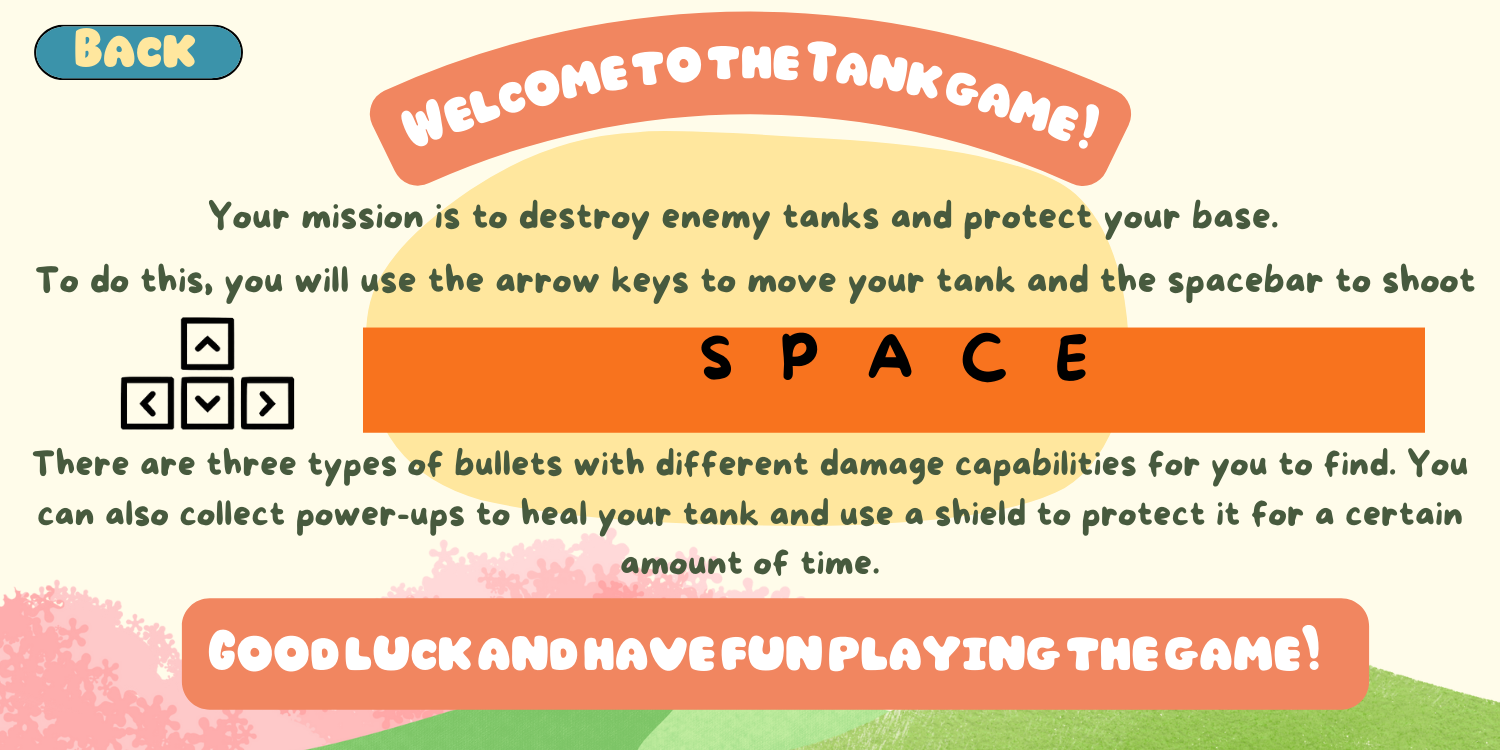 BACK
WELCOME TO THE TANK GAME!
Your mission is to destroy enemy tanks and protect your base.
To do this, you will use the arrow keys to move your tank and the spacebar to shoot
S P A C E
There are three types of bullets with different damage capabilities for you to find. You
can also collect power-ups to heal your tank and use a shield to protect it for a certain
amount of time.
GOOD LUCK AND HAVE FUN PLAYING THE GAME!